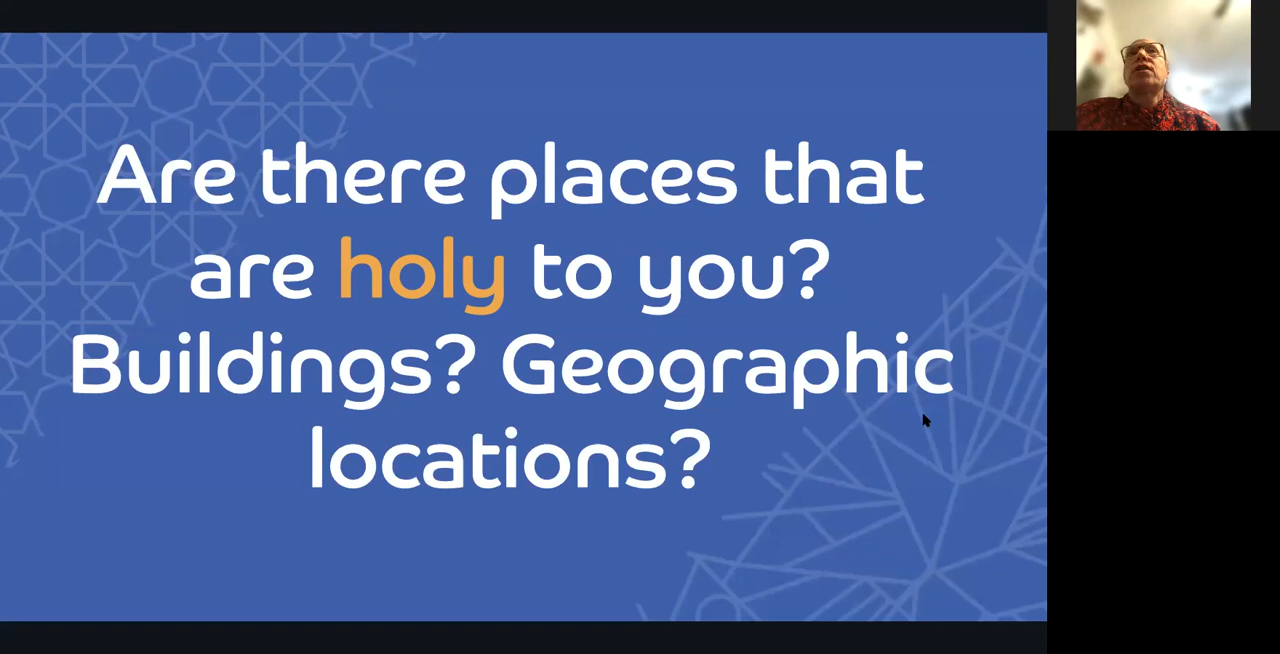 Are there places that
are holy to you?
Buildings? Geographic
locations?